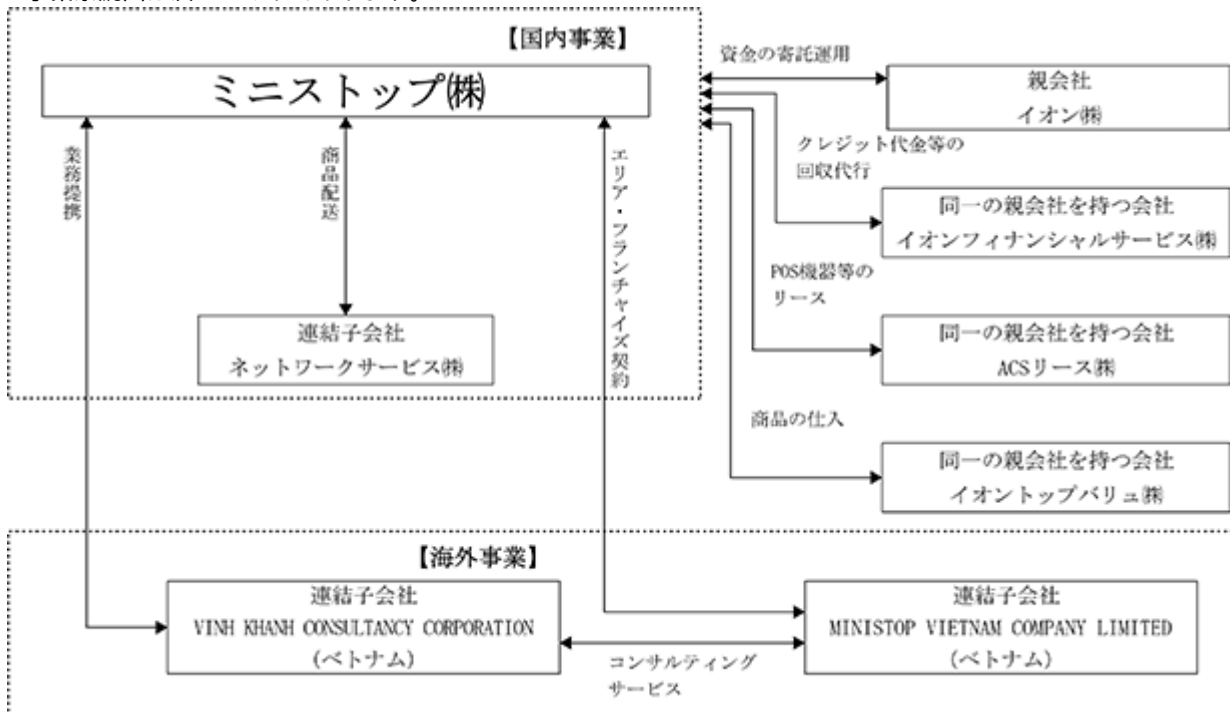 【国内事業】
ミニストップ㈱
業務提携
商品配送
エリア・フランチャイズ契約
連結子会社
ネットワークサービス㈱
資金の寄託運用
親会社
イオン㈱
クレジット代金等の
回収代行
同一の親会社を持つ会社
イオンフィナンシャルサービス㈱
POS機器等の
リース
同一の親会社を持つ会社
ACSリース㈱
商品の仕入
同一の親会社を持つ会社
イオントップバリュ㈱
【海外事業】
連結子会社
VINH KHANH CONSULTANCY CORPORATION
(ベトナム)
コンサルティング
サービス
連結子会社
MINISTOP VIETNAM COMPANY LIMITED
(ベトナム)